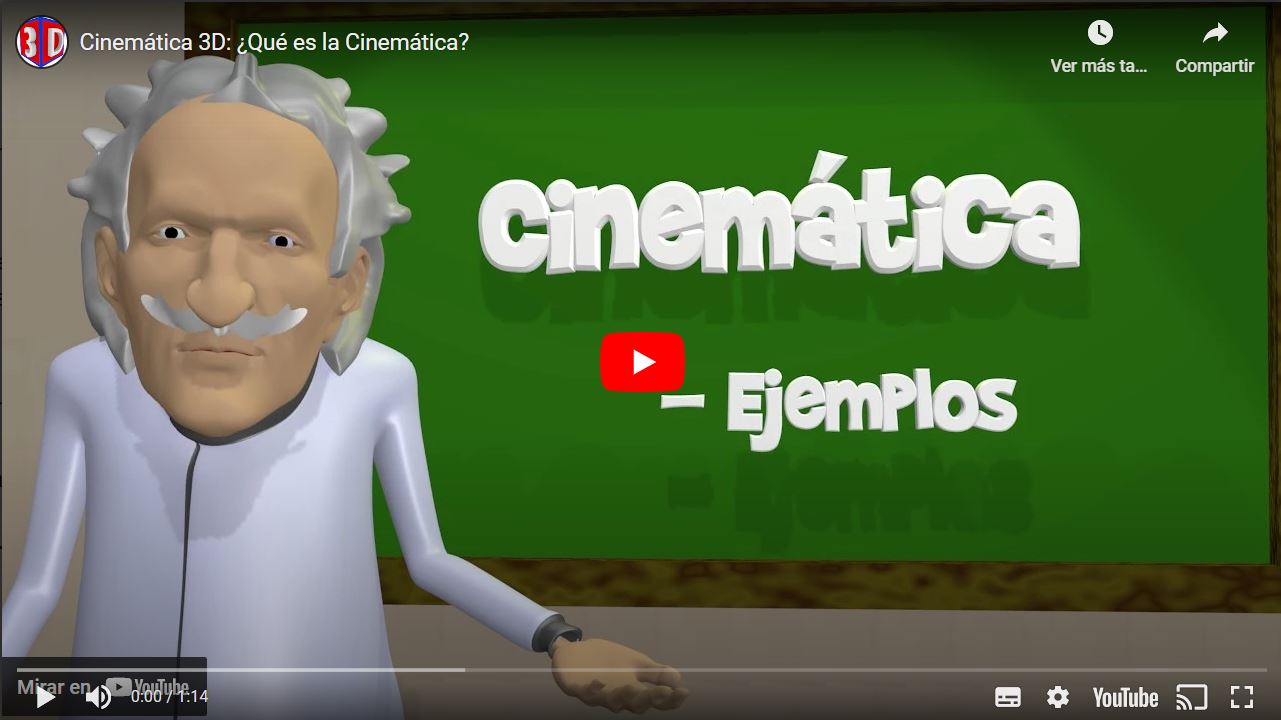 3D
Cinemática 3D: ¿Qué es la Cinemática?
Ver más ta...
Compartir
Cinemática
- Ejemplos
Mirar en YouTube
0:00 / 1:14
YouTube